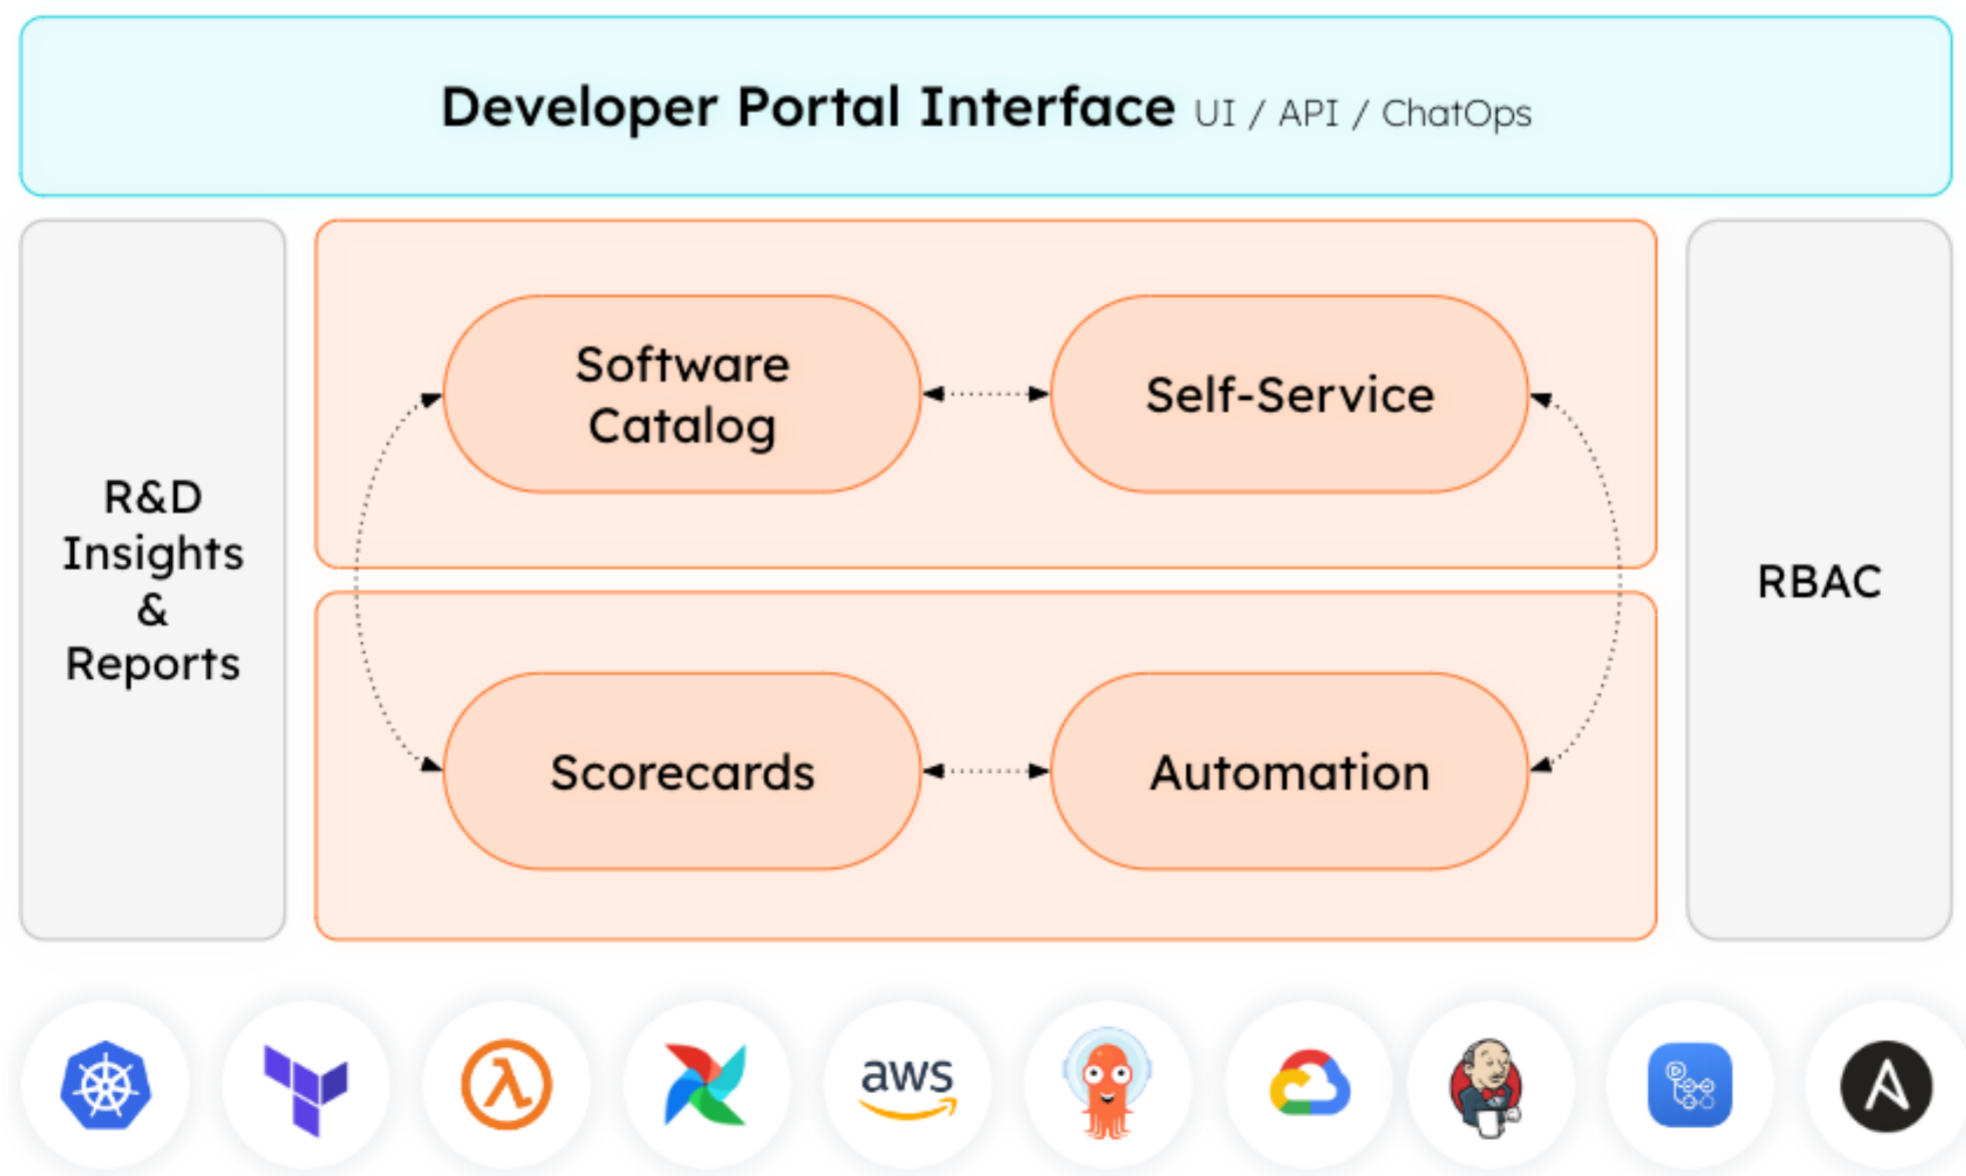 Developer Portal Interface UI / API / ChatOps
R&D
Insights
&
Reports
Software
Catalog
Self-Service
Scorecards
Automation
RBAC
aws